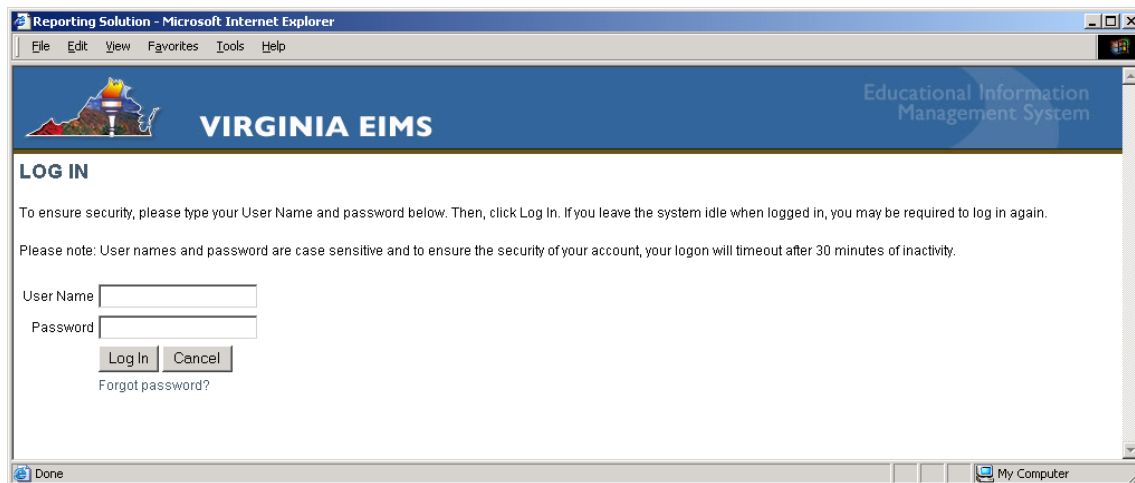 Reporting Solution - Microsoft Internet Explorer
File Edit View Favorites Tools Help
VIRGINIA EIMS
Educational Information
Management System
LOG IN
To ensure security, please type your User Name and password below. Then, click Log In. If you leave the system idle when logged in, you may be required to log in again.
Please note: User names and password are case sensitive and to ensure the security of your account, your logon will timeout after 30 minutes of inactivity.
User Name
Password
Log In Cancel
Forgot password?
Done My Computer